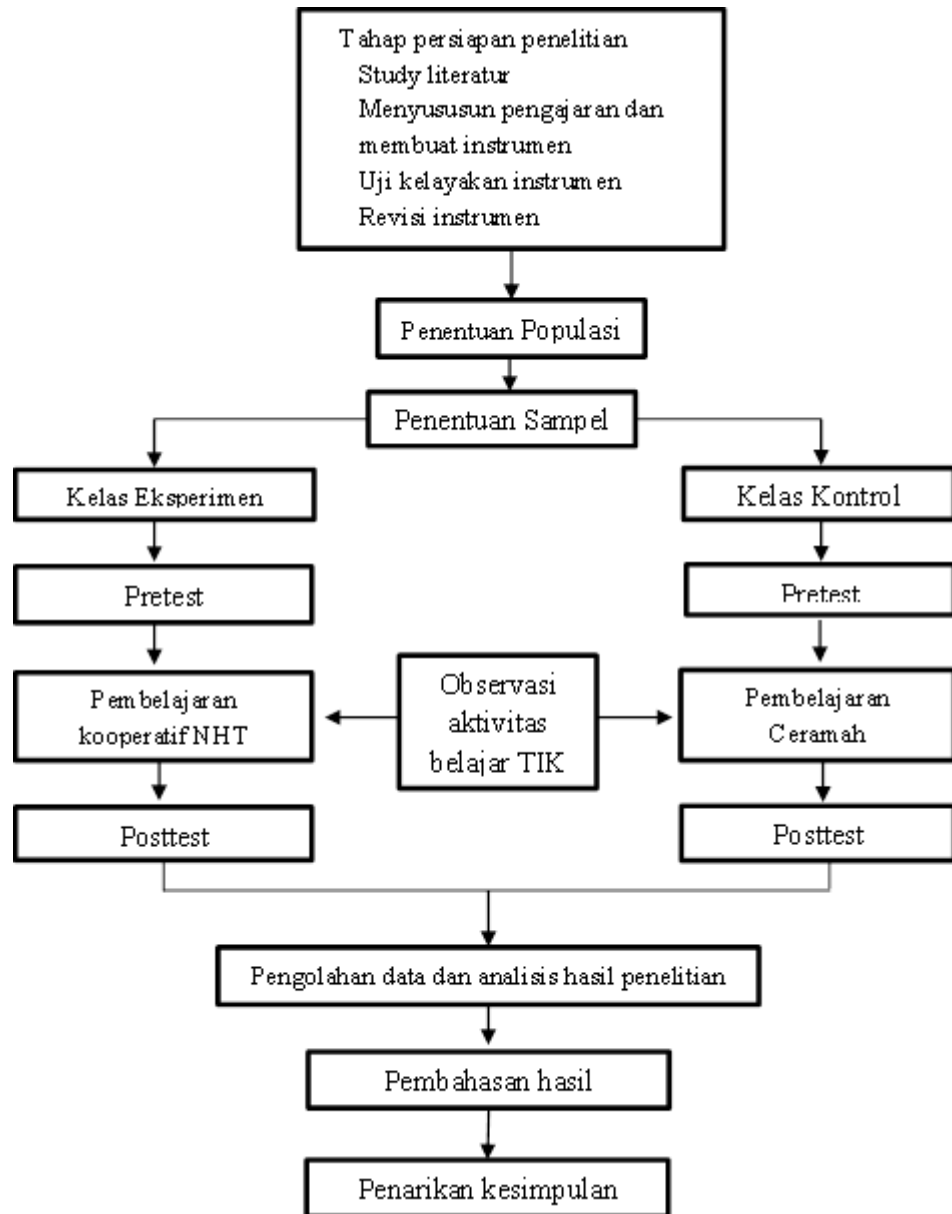 Tahap persiapan penelitian
Study literatur
Menyususun pengajaran dan
membuat instrumen
Uji kelayakan instrumen
Revisi instrumen
Penentuan Populasi
Penentuan Sampel
Kelas Eksperimen
Kelas Kontrol
Pretest
Pretest
Pembelajaran
kooperatif NHT
Observasi
aktivitas
belajar TIK
Pembelajaran
Ceramah
Posttest
Posttest
Pengolahan data dan analisis hasil penelitian
Pembahasan hasil
Penarikan kesimpulan